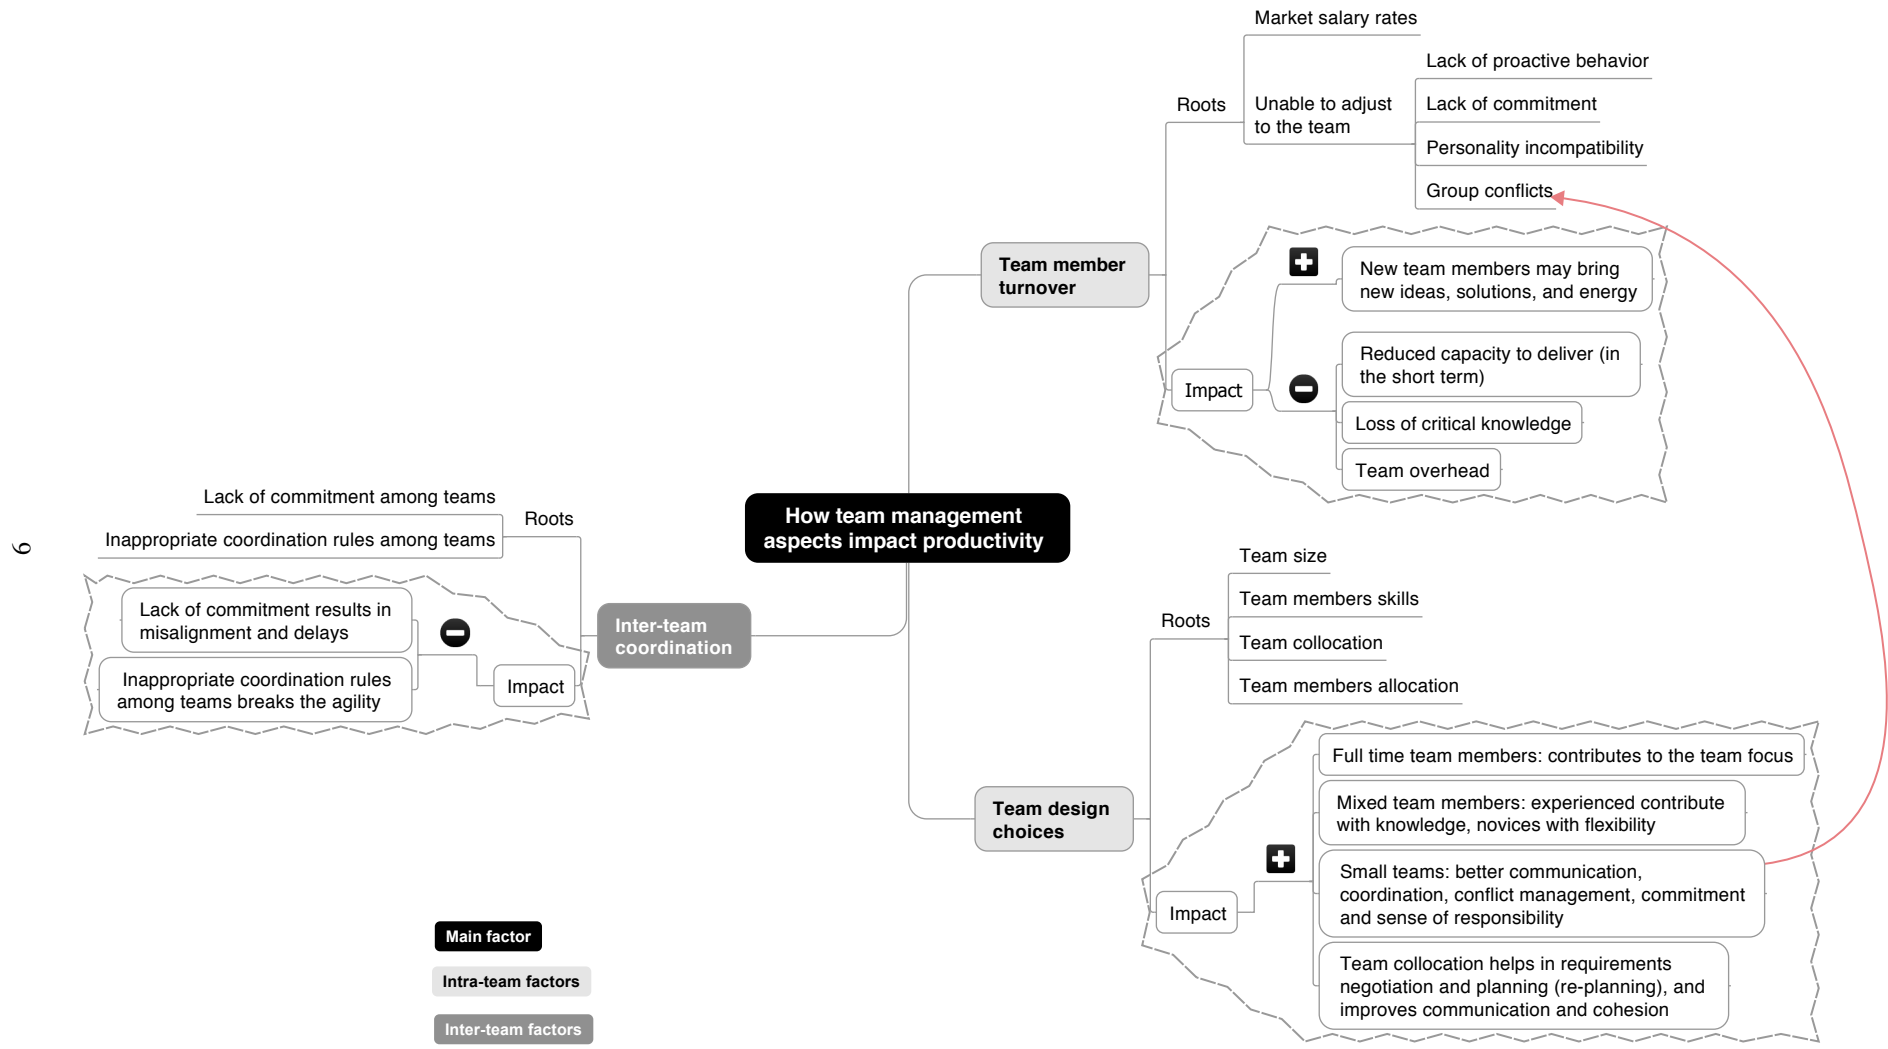 Market salary rates
Lack of proactive behavior
Roots
Unable to adjust
to the team
Lack of commitment
Personality incompatibility
Group conflicts
Team member
turnover
New team members may bring
new ideas, solutions, and energy
Impact
Reduced capacity to deliver (in
the short term)
Loss of critical knowledge
Team overhead
How team management
aspects impact productivity
Lack of commitment among teams
Roots
Inappropriate coordination rules among teams
9
Lack of commitment results in
misalignment and delays
Inappropriate coordination rules
among teams breaks the agility
Impact
Inter-team
coordination
Team size
Roots
Team members skills
Team collocation
Team members allocation
Team design
choices
Full time team members: contributes to the team focus
Mixed team members: experienced contribute
with knowledge, novices with flexibility
Impact
Small teams: better communication,
coordination, conflict management, commitment
and sense of responsibility
Team collocation helps in requirements
negotiation and planning (re-planning), and
improves communication and cohesion
Main factor
Intra-team factors
Inter-team factors